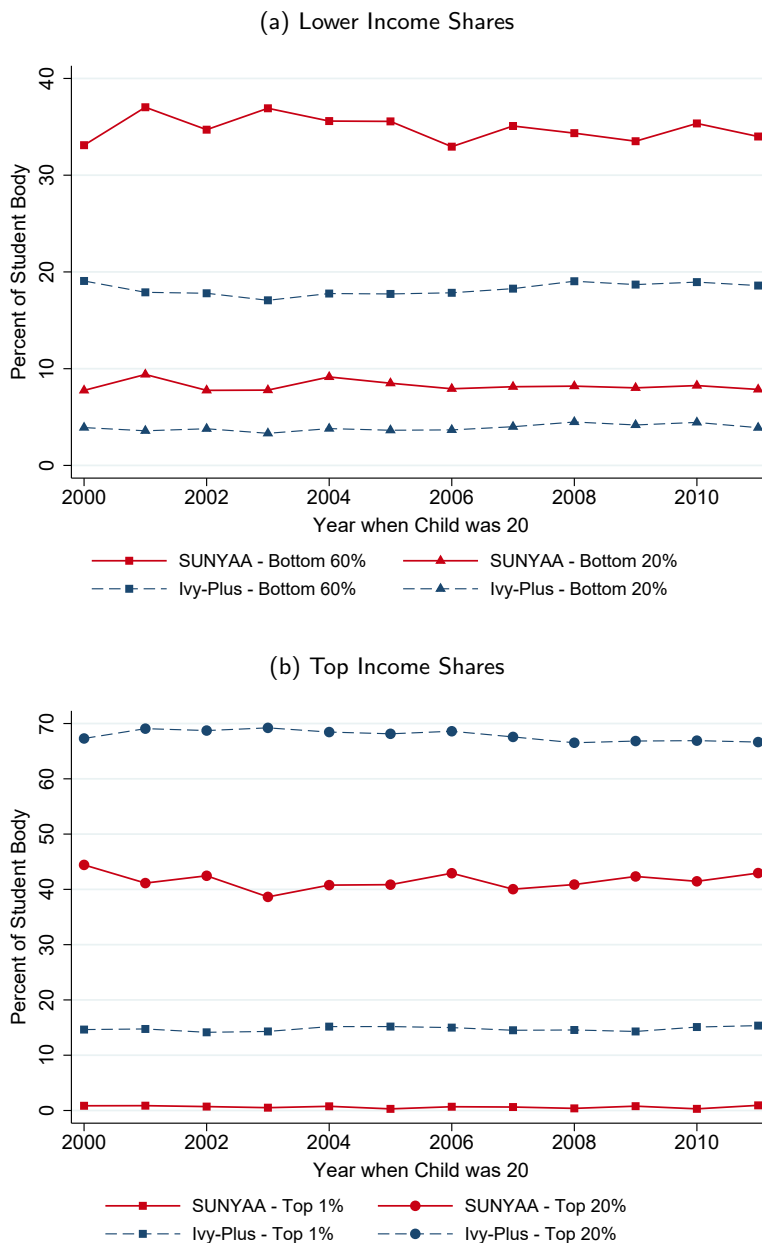 (a) Lower Income Shares
40
30
20
10
0
Percent of Student Body
2000 2002 2004 2006 2008 2010
Year when Child was 20
SUNYAA - Bottom 60% SUNYAA - Bottom 20%
Ivy-Plus - Bottom 60% Ivy-Plus - Bottom 20%
(b) Top Income Shares
70
60
50
40
30
20
10
0
Percent of Student Body
2000 2002 2004 2006 2008 2010
Year when Child was 20
SUNYAA - Top 1% SUNYAA - Top 20%
Ivy-Plus - Top 1% Ivy-Plus - Top 20%